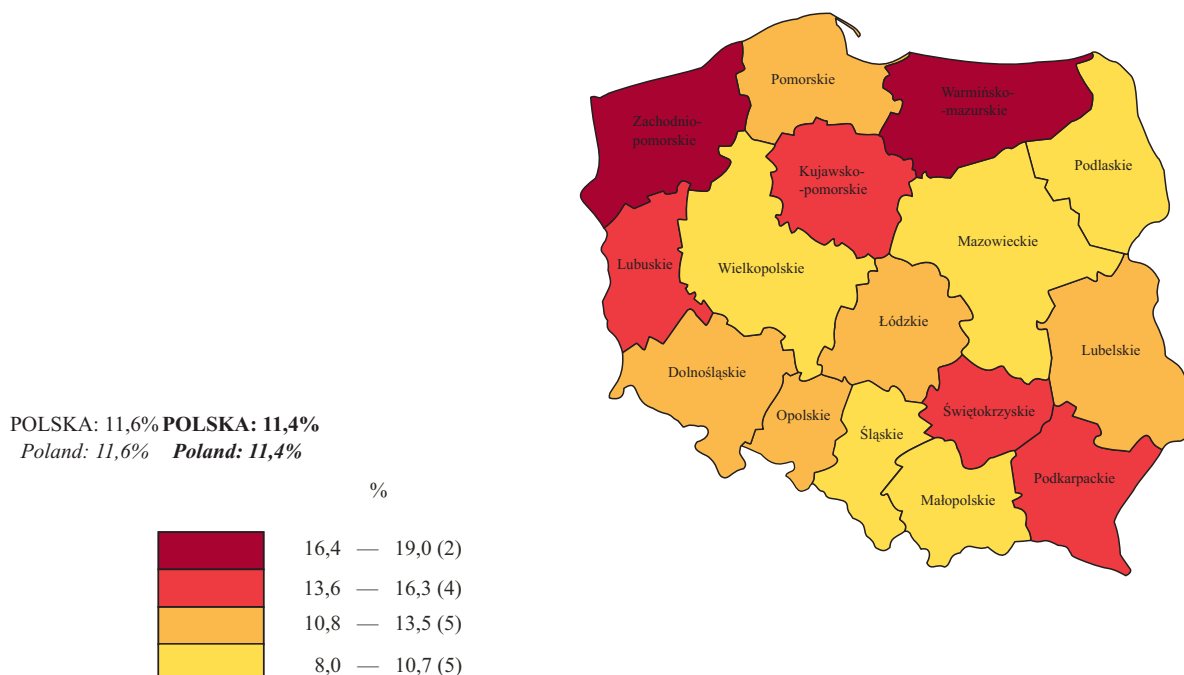 Pomorskie
Warmińsko-
-mazurskie
Zachodnio-
pomorskie
Podlaskie
Kujawsko-
-pomorskie
Mazowieckie
Lubuskie
Wielkopolskie
Łódzkie
Lubelskie
Dolnośląskie
Opolskie
Świętokrzyskie
Śląskie
Podkarpackie
Małopolskie
POLSKA: 11,6% POLSKA: 11,4%
Poland: 11,6% Poland: 11,4%
%
16,4 — 19,0 (2)
13,6 — 16,3 (4)
10,8 — 13,5 (5)
8,0 — 10,7 (5)